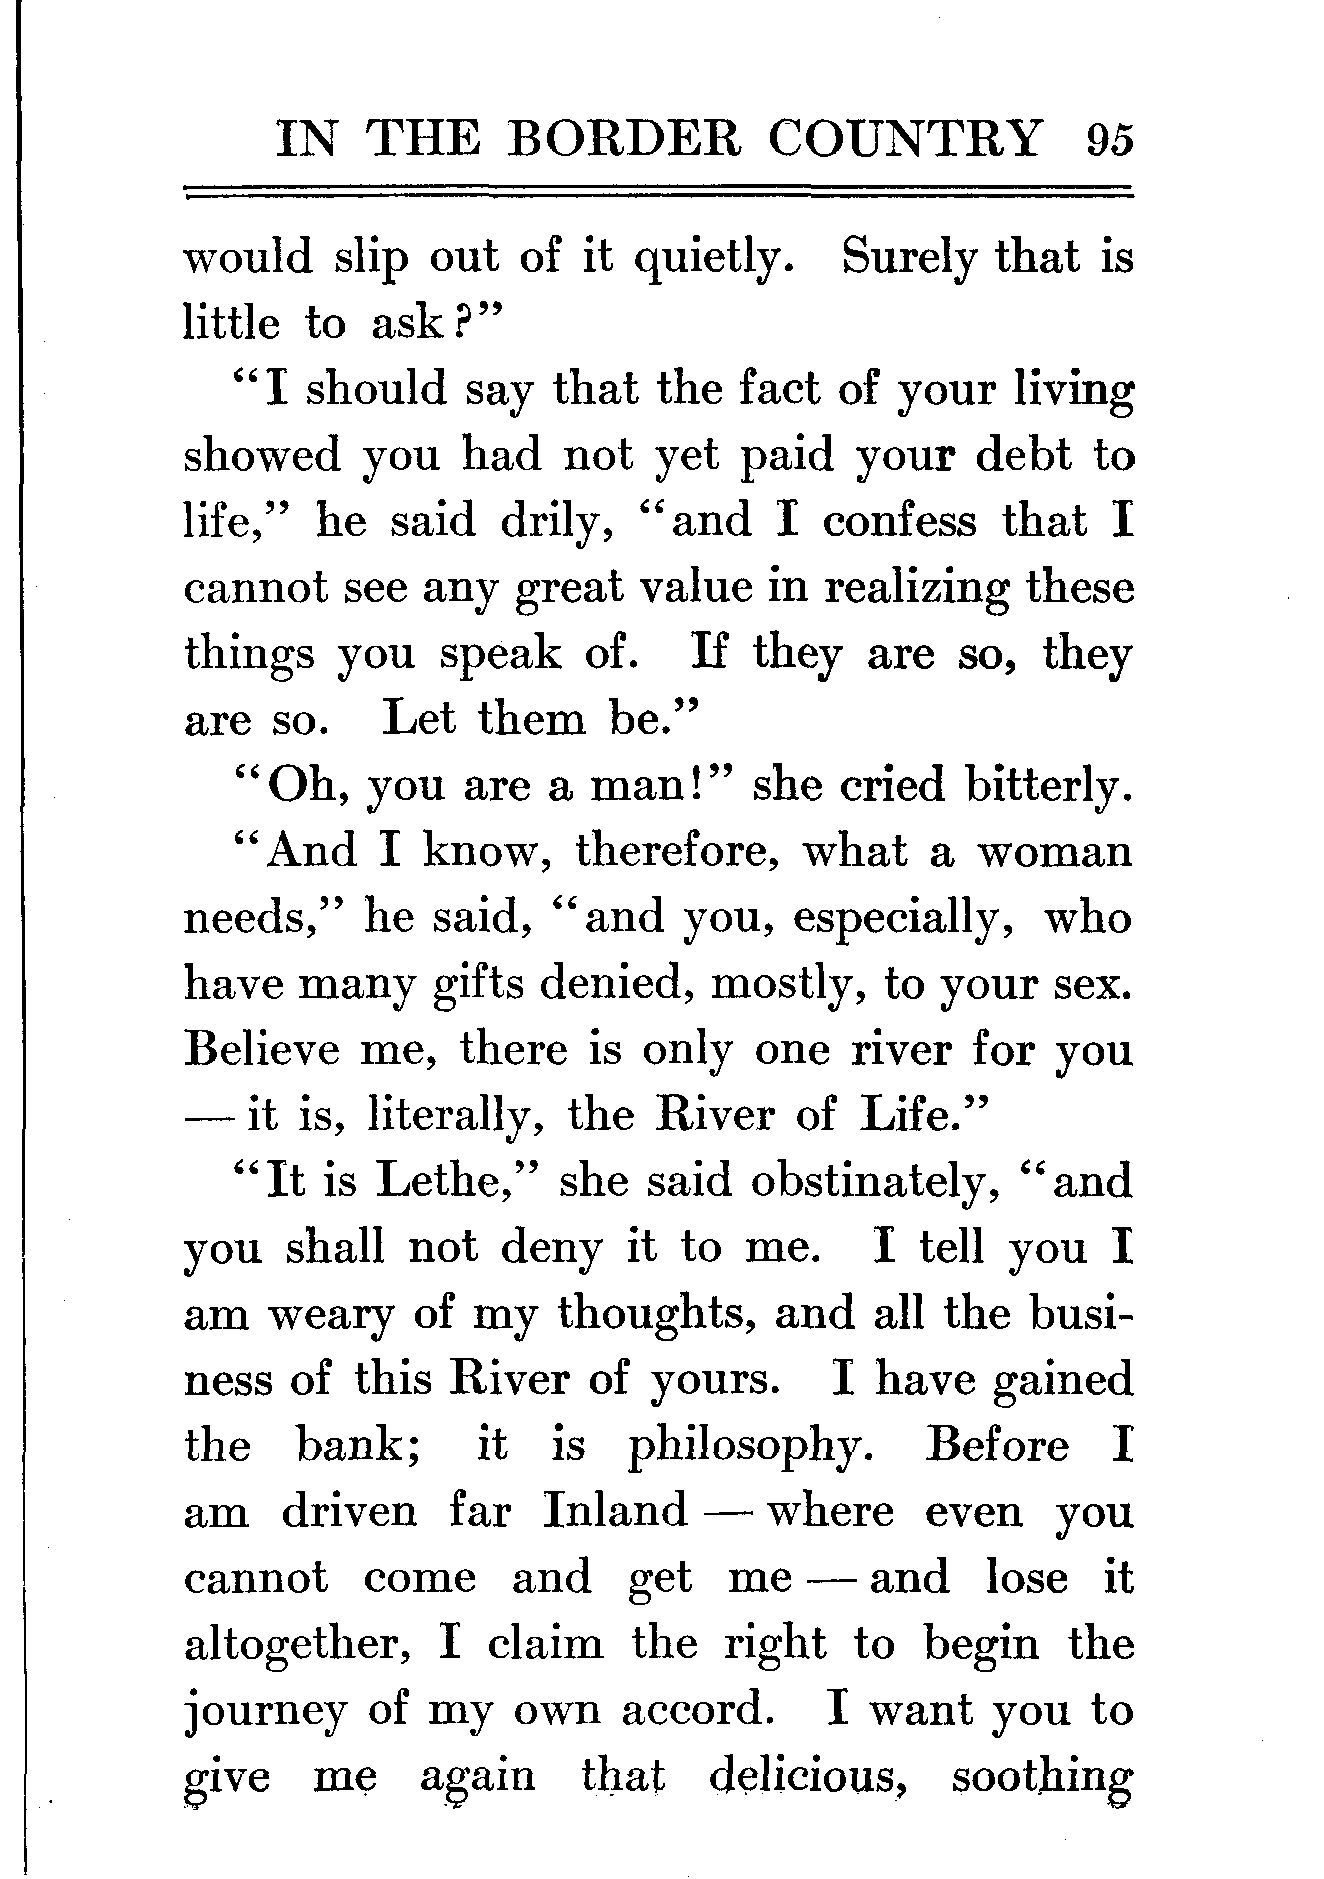 IN THE BORDER COUNTRY 95
would slip out of it quietly. Surely that is
little to ask?”
“I should say that the fact of your living
showed you had not yet paid your debt to
life,” he said drily, “and I confess that I
cannot see any great value in realizing these
things you speak of. If they are so, they
are so. Let them be.”
“Oh, you are a man!” she cried bitterly.
“And I know, therefore, what a woman
needs,” he said, “and you, especially, who
have many gifts denied, mostly, to your sex.
Believe me, there is only one river for you
— it is, literally, the River of Life.”
“It is Lethe,” she said obstinately, “and
you shall not deny it to me. I tell you I
am weary of my thoughts, and all the busi-
ness of this River of yours. I have gained
the bank; it is philosophy. Before I
am driven far Inland — where even you
cannot come and get me — and lose it
altogether, I claim the right to begin the
journey of my own accord. I want you to
give me again that delicious, soothing